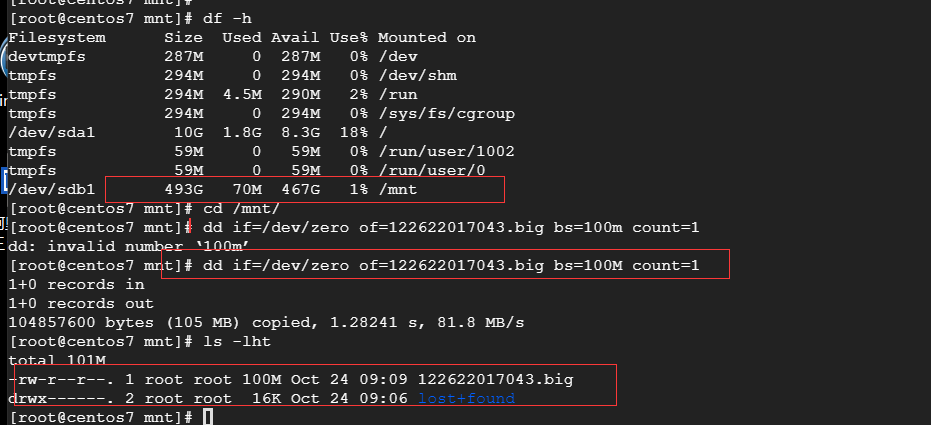 [root@centos7 mnt]#
[root@centos7 mnt]# df -h
Filesystem      Size  Used Avail Use% Mounted on
devtmpfs        287M     0  287M   0% /dev
tmpfs           294M     0  294M   0% /dev/shm
tmpfs           294M  4.5M  290M   2% /run
tmpfs           294M     0  294M   0% /sys/fs/cgroup
/dev/sda1        10G  1.8G  8.3G  18% /
tmpfs            59M     0   59M   0% /run/user/1002
tmpfs            59M     0   59M   0% /run/user/0
/dev/sdb1       493G   70M  467G   1% /mnt
[root@centos7 mnt]# cd /mnt/
[root@centos7 mnt]# dd if=/dev/zero of=122622017043.big bs=100m count=1
dd: invalid number ‘100m’
[root@centos7 mnt]# dd if=/dev/zero of=122622017043.big bs=100M count=1
1+0 records in
1+0 records out
104857600 bytes (105 MB) copied, 1.28241 s, 81.8 MB/s
[root@centos7 mnt]# ls -lht
total 101M
-rw-r--r--. 1 root root 100M Oct 24 09:09 122622017043.big
drwx------. 2 root root  16K Oct 24 09:06 lost+found
[root@centos7 mnt]#